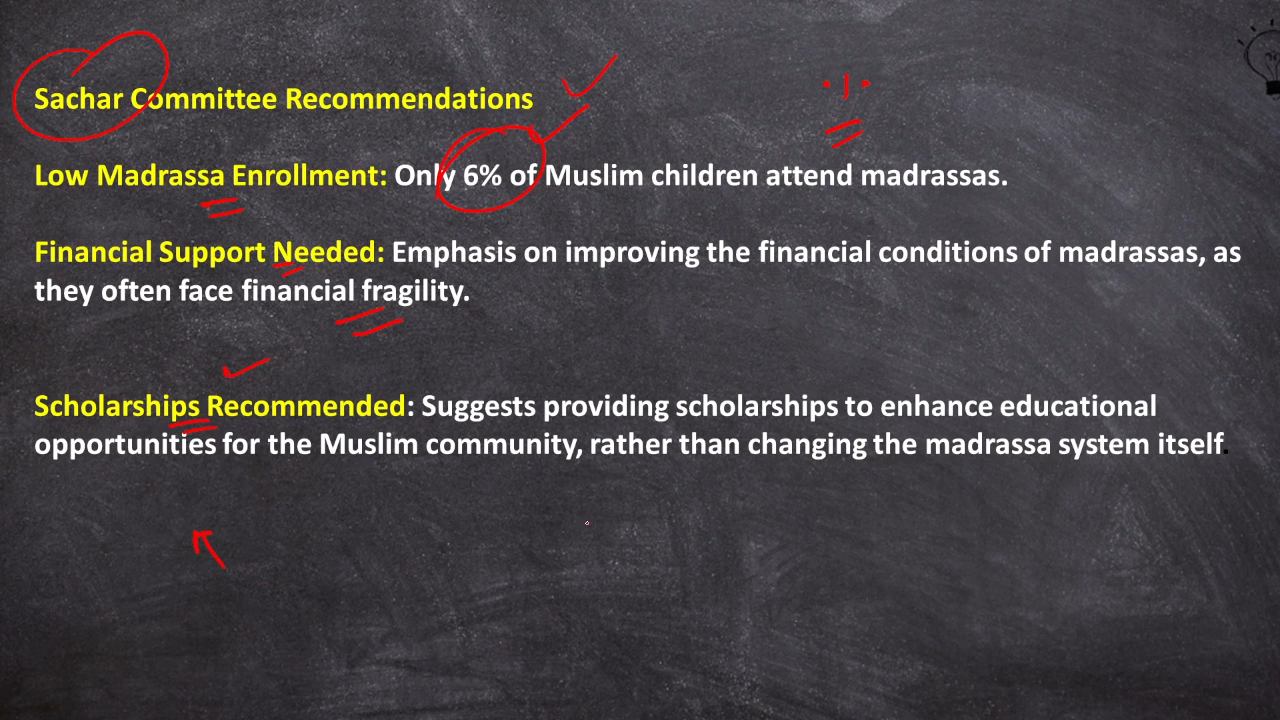 Sachar Committee Recommendations
Low Madrassa Enrollment: Only 6% of Muslim children attend madrassas.
Financial Support Needed: Emphasis on improving the financial conditions of madrassas, as
they often face financial fragility.
Scholarships Recommended: Suggests providing scholarships to enhance educational
opportunities for the Muslim community, rather than changing the madrassa system itself.